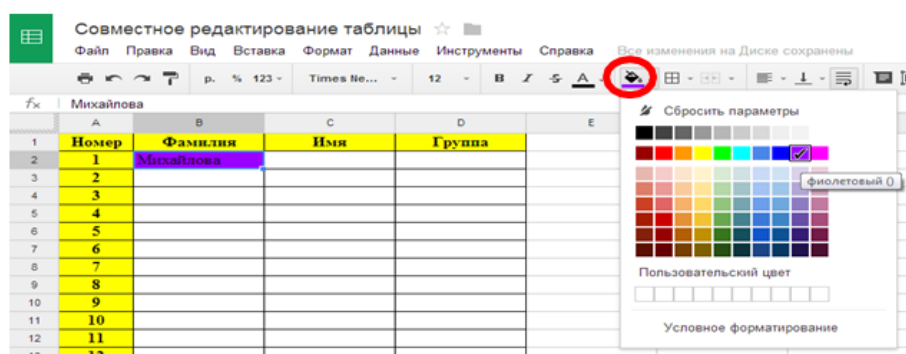 Совместное редактирование таблицы
Файл Правка Вид Вставка Формат Данные Инструменты Справка Все изменения на Диске сохранены
р. % 123 Times Ne... 12 B I S A
fx Михайлова
A B C D E
1 Номер Фамилия Имя Группа
2 1 Михайлова
3 2
4 3
5 4
6 5
7 6
8 7
9 8
10 9
11 10
12 11
12
Сбросить параметры
фиолетовый ()
Пользовательский цвет
Условное форматирование